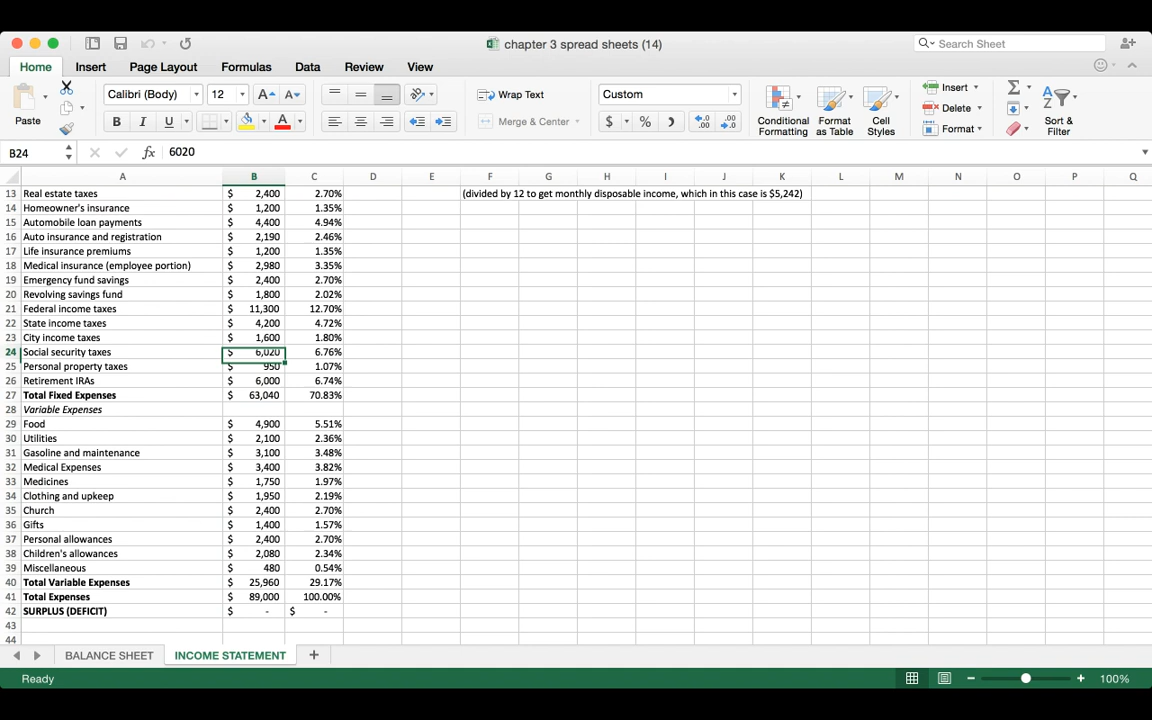 chapter 3 spread sheets (14)
Search Sheet
Home Insert Page Layout Formulas Data Review View
Paste
Calibri (Body) 12 A A
B I U A
Wrap Text
Merge & Center
Custom
$ % .0 .00 .00 .0
Conditional Formatting
Format as Table
Cell Styles
Insert
Delete
Format
Sort & Filter
B24 fx 6020
A B C D E F G H I J K L M N O P Q
13 Real estate taxes $ 2,400 2.70% (divided by 12 to get monthly disposable income, which in this case is $5,242)
14 Homeowner's insurance $ 1,200 1.35%
15 Automobile loan payments $ 4,400 4.94%
16 Auto insurance and registration $ 2,190 2.46%
17 Life insurance premiums $ 1,200 1.35%
18 Medical insurance (employee portion) $ 2,980 3.35%
19 Emergency fund savings $ 2,400 2.70%
20 Revolving savings fund $ 1,800 2.02%
21 Federal income taxes $ 11,300 12.70%
22 State income taxes $ 4,200 4.72%
23 City income taxes $ 1,600 1.80%
24 Social security taxes $ 6,020 6.76%
25 Personal property taxes $ 950 1.07%
26 Retirement IRAs $ 6,000 6.74%
27 Total Fixed Expenses $ 63,040 70.83%
28 Variable Expenses
29 Food $ 4,900 5.51%
30 Utilities $ 2,100 2.36%
31 Gasoline and maintenance $ 3,100 3.48%
32 Medical Expenses $ 3,400 3.82%
33 Medicines $ 1,750 1.97%
34 Clothing and upkeep $ 1,950 2.19%
35 Church $ 2,400 2.70%
36 Gifts $ 1,400 1.57%
37 Personal allowances $ 2,400 2.70%
38 Children's allowances $ 2,080 2.34%
39 Miscellaneous $ 480 0.54%
40 Total Variable Expenses $ 25,960 29.17%
41 Total Expenses $ 89,000 100.00%
42 SURPLUS (DEFICIT) $ - $ -
43
44
BALANCE SHEET INCOME STATEMENT +
Ready 100%